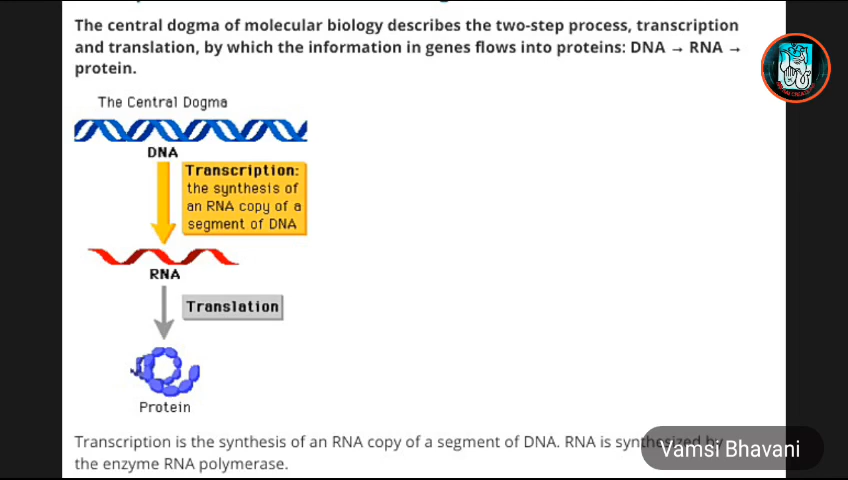 The central dogma of molecular biology describes the two-step process, transcription
and translation, by which the information in genes flows into proteins: DNA → RNA →
protein.
The Central Dogma
DNA
Transcription:
the synthesis of
an RNA copy of a
segment of DNA
RNA
Translation
Protein
Transcription is the synthesis of an RNA copy of a segment of DNA. RNA is synthesized by
the enzyme RNA polymerase.
Vamsi Bhavani